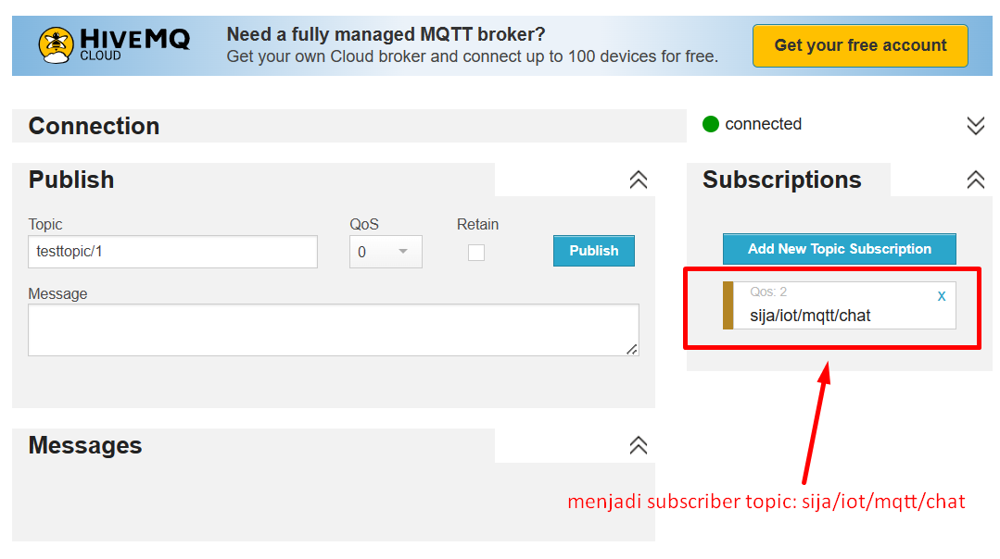 HIVEMQ
CLOUD
Need a fully managed MQTT broker?
Get your own Cloud broker and connect up to 100 devices for free.
Get your free account
Connection
connected
Publish
Topic
QoS
Retain
testtopic/1
0
Publish
Message
Subscriptions
Add New Topic Subscription
Qos: 2
x
sija/iot/mqtt/chat
Messages
menjadi subscriber topic: sija/iot/mqtt/chat